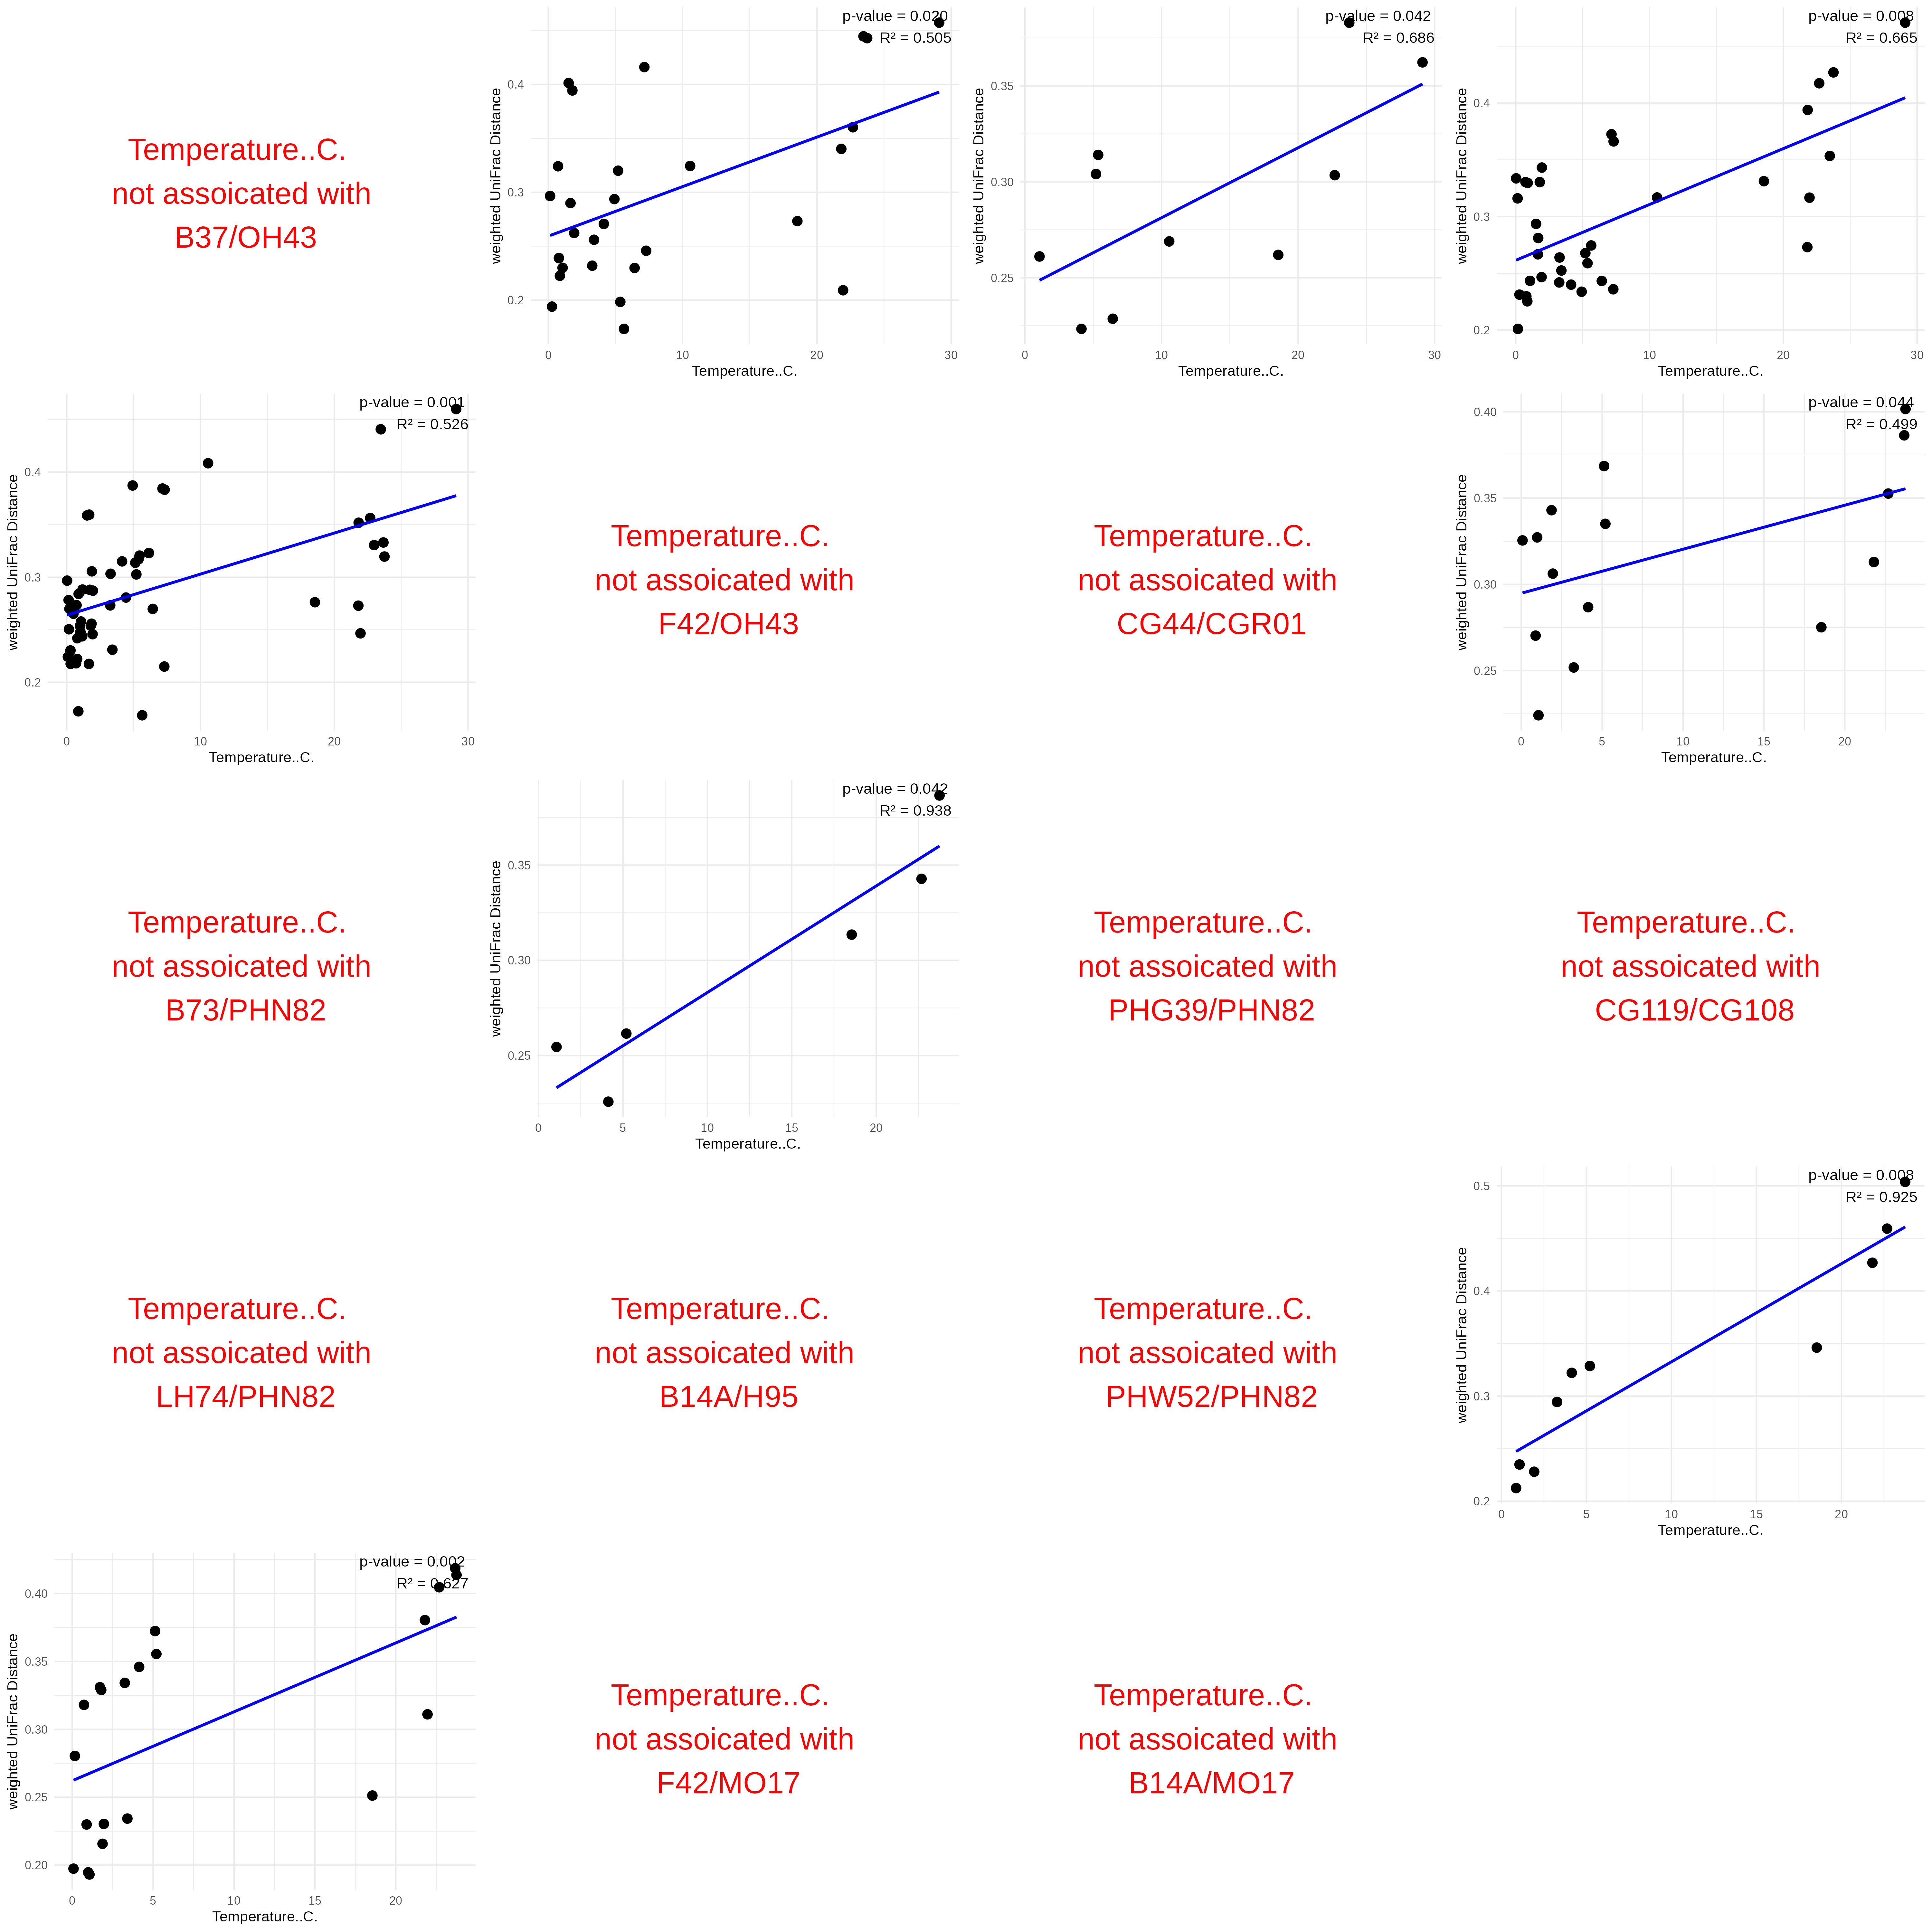 Temperature..C.
not assoicated with
B37/OH43
p-value = 0.020
R² = 0.505
weighted UniFrac Distance
0.4
0.3
0.2
0 10 20 30
Temperature..C.
p-value = 0.042
R² = 0.686
weighted UniFrac Distance
0.35
0.30
0.25
0 10 20 30
Temperature..C.
p-value = 0.008
R² = 0.665
weighted UniFrac Distance
0.4
0.3
0.2
0 10 20 30
Temperature..C.
p-value = 0.001
R² = 0.526
weighted UniFrac Distance
0.4
0.3
0.2
0 10 20 30
Temperature..C.
Temperature..C.
not assoicated with
F42/OH43
Temperature..C.
not assoicated with
CG44/CGR01
p-value = 0.044
R² = 0.499
weighted UniFrac Distance
0.40
0.35
0.30
0.25
0 5 10 15 20
Temperature..C.
Temperature..C.
not assoicated with
B73/PHN82
p-value = 0.042
R² = 0.938
weighted UniFrac Distance
0.35
0.30
0.25
0 5 10 15 20
Temperature..C.
Temperature..C.
not assoicated with
PHG39/PHN82
Temperature..C.
not assoicated with
CG119/CG108
Temperature..C.
not assoicated with
LH74/PHN82
Temperature..C.
not assoicated with
B14A/H95
Temperature..C.
not assoicated with
PHW52/PHN82
p-value = 0.008
R² = 0.925
weighted UniFrac Distance
0.5
0.4
0.3
0.2
0 5 10 15 20
Temperature..C.
p-value = 0.002
R² = 0.627
weighted UniFrac Distance
0.40
0.35
0.30
0.25
0.20
0 5 10 15 20
Temperature..C.
Temperature..C.
not assoicated with
F42/MO17
Temperature..C.
not assoicated with
B14A/MO17